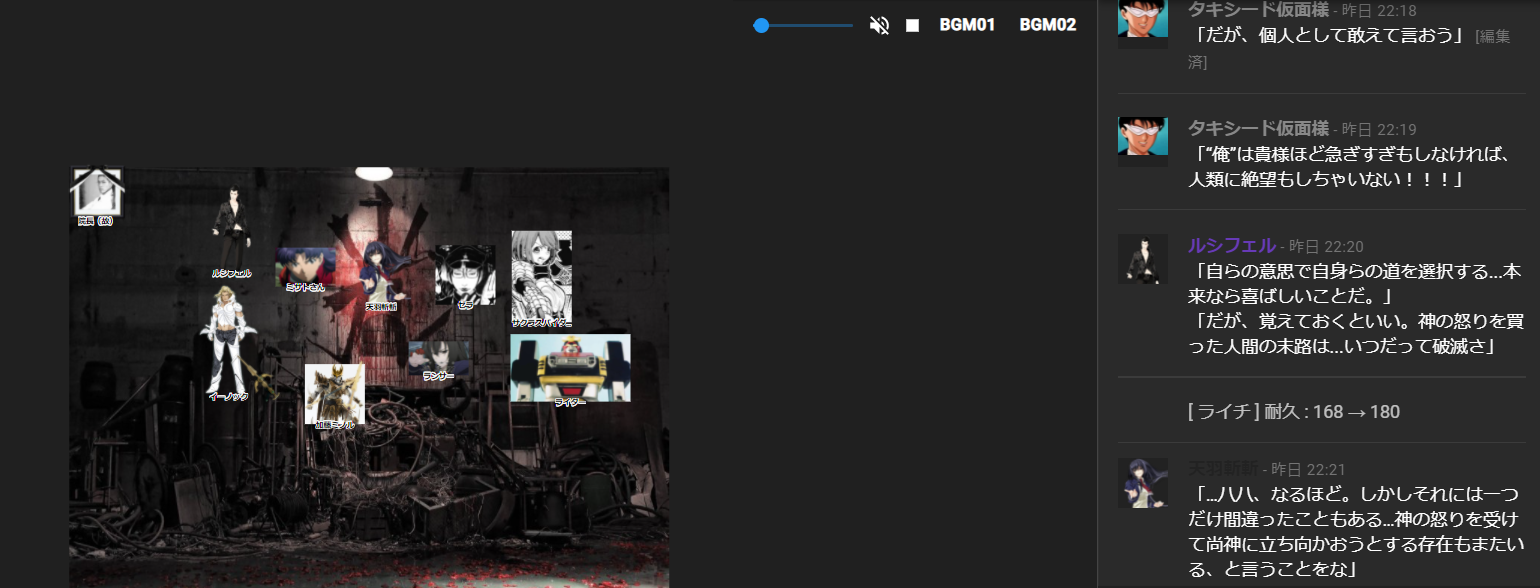 BGM01 BGM02
院長（故）
ルシフェル
ミサトさん
天羽斬斬
ゼラ
サクラスパイダー
イーノック
ランサー
加藤ミノル
ライダー
タキシード仮面様 - 昨日 22:18
「だが、個人として敢えて言おう」 [編集
済]
タキシード仮面様 - 昨日 22:19
「“俺”は貴様ほど急ぎすぎもしなければ、
人類に絶望もしちゃいない！！！」
ルシフェル - 昨日 22:20
「自らの意思で自身らの道を選択する…本
来なら喜ばしいことだ。」
「だが、覚えておくといい。神の怒りを買
った人間の末路は…いつだって破滅さ」
[ ライチ ] 耐久 : 168 → 180
天羽斬斬 - 昨日 22:21
「…ハハ、なるほど。しかしそれには一つ
だけ間違ったこともある…神の怒りを受け
て尚神に立ち向かおうとする存在もまたい
る、と言うことをな」